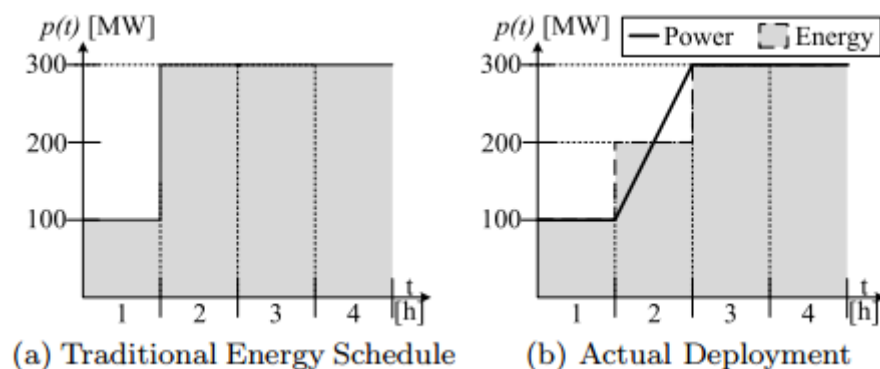 p(t) [MW]
300
200
100
1 2 3 4
t
[h]
(a) Traditional Energy Schedule
p(t) [MW]
Power Energy
300
200
100
1 2 3 4
t
[h]
(b) Actual Deployment